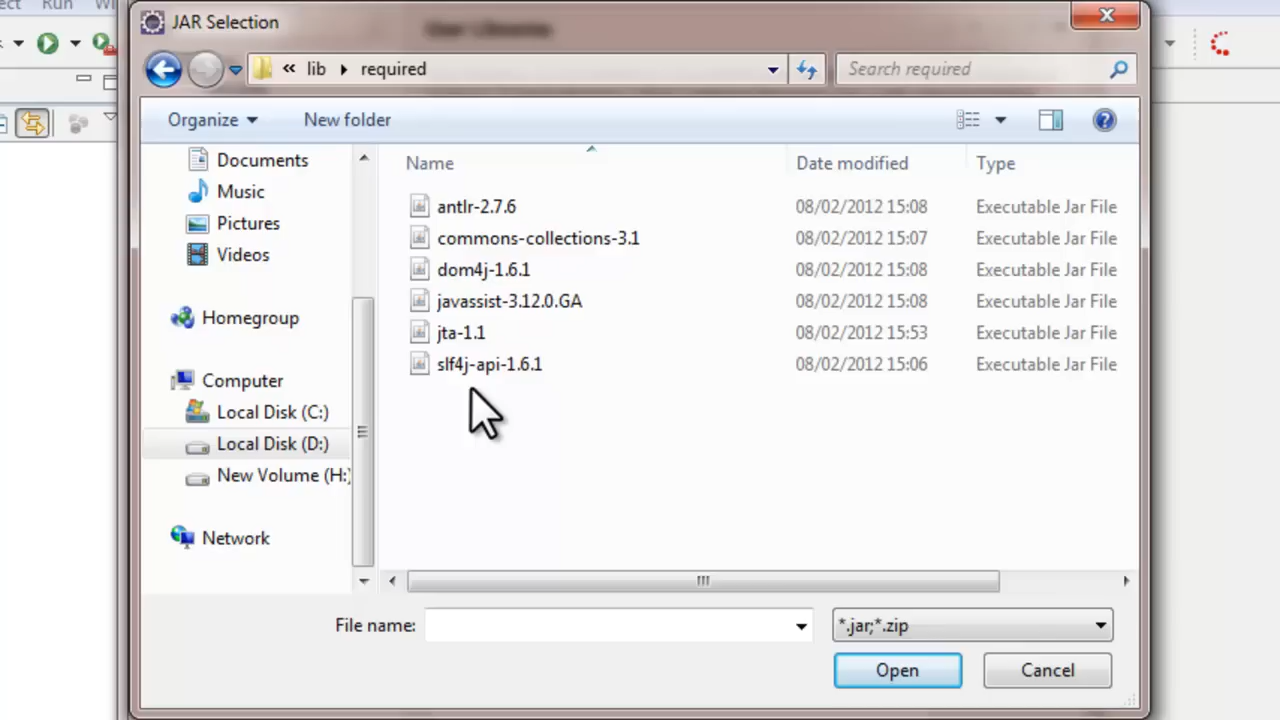 ect Run Wi
JAR Selection
User Libraries
« lib required
Search required
Organize New folder
Name Date modified Type
Documents
Music
Pictures
Videos
Homegroup
Computer
Local Disk (C:)
Local Disk (D:)
New Volume (H:)
Network
antlr-2.7.6 08/02/2012 15:08 Executable Jar File
commons-collections-3.1 08/02/2012 15:07 Executable Jar File
dom4j-1.6.1 08/02/2012 15:08 Executable Jar File
javassist-3.12.0.GA 08/02/2012 15:08 Executable Jar File
jta-1.1 08/02/2012 15:53 Executable Jar File
slf4j-api-1.6.1 08/02/2012 15:06 Executable Jar File
File name: *.jar;*.zip
Open Cancel